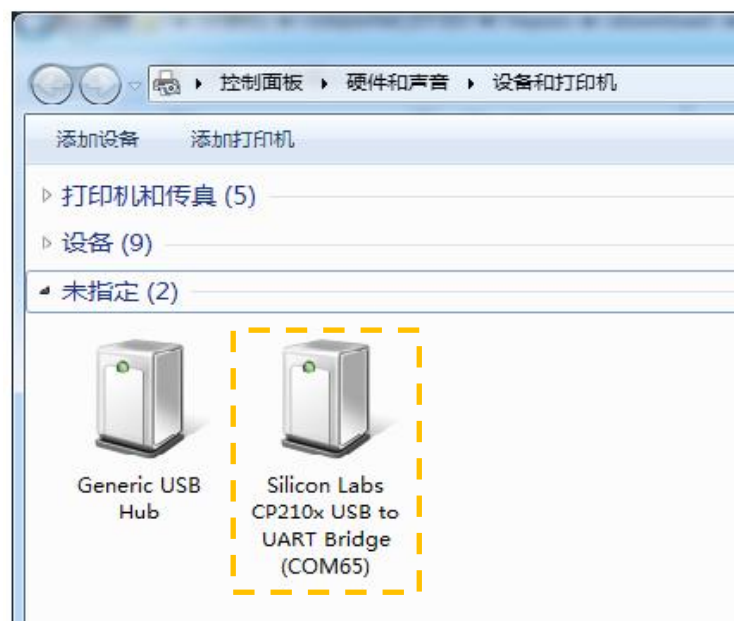 控制面板 硬件和声音 设备和打印机
添加设备 添加打印机
打印机和传真 (5)
设备 (9)
未指定 (2)
Generic USB
Hub
Silicon Labs
CP210x USB to
UART Bridge
(COM65)